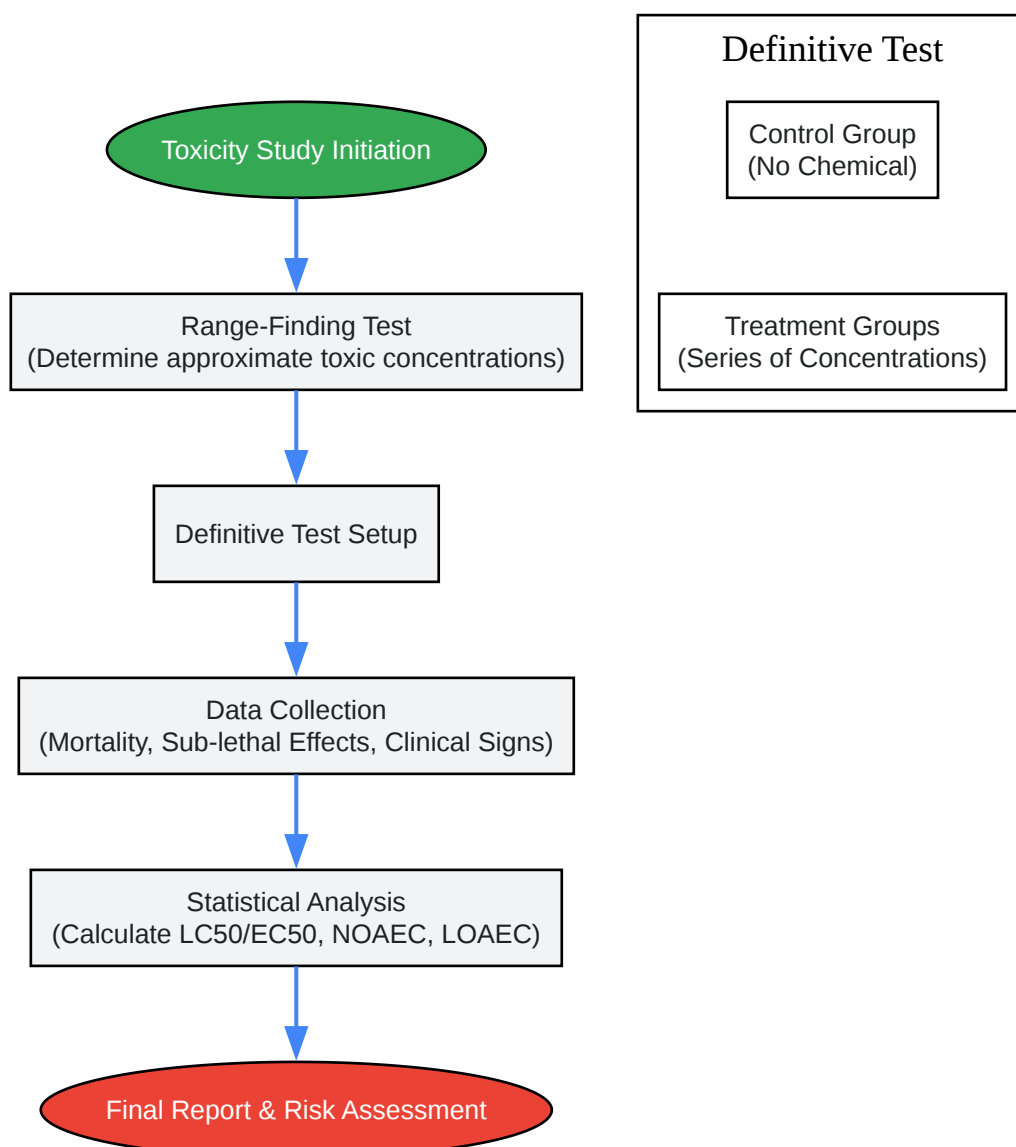 Toxicity Study Initiation
Range-Finding Test
(Determine approximate toxic concentrations)
Definitive Test Setup
Data Collection
(Mortality, Sub-lethal Effects, Clinical Signs)
Statistical Analysis
(Calculate LC50/EC50, NOAEC, LOAEC)
Final Report & Risk Assessment
Definitive Test
Control Group
(No Chemical)
Treatment Groups
(Series of Concentrations)